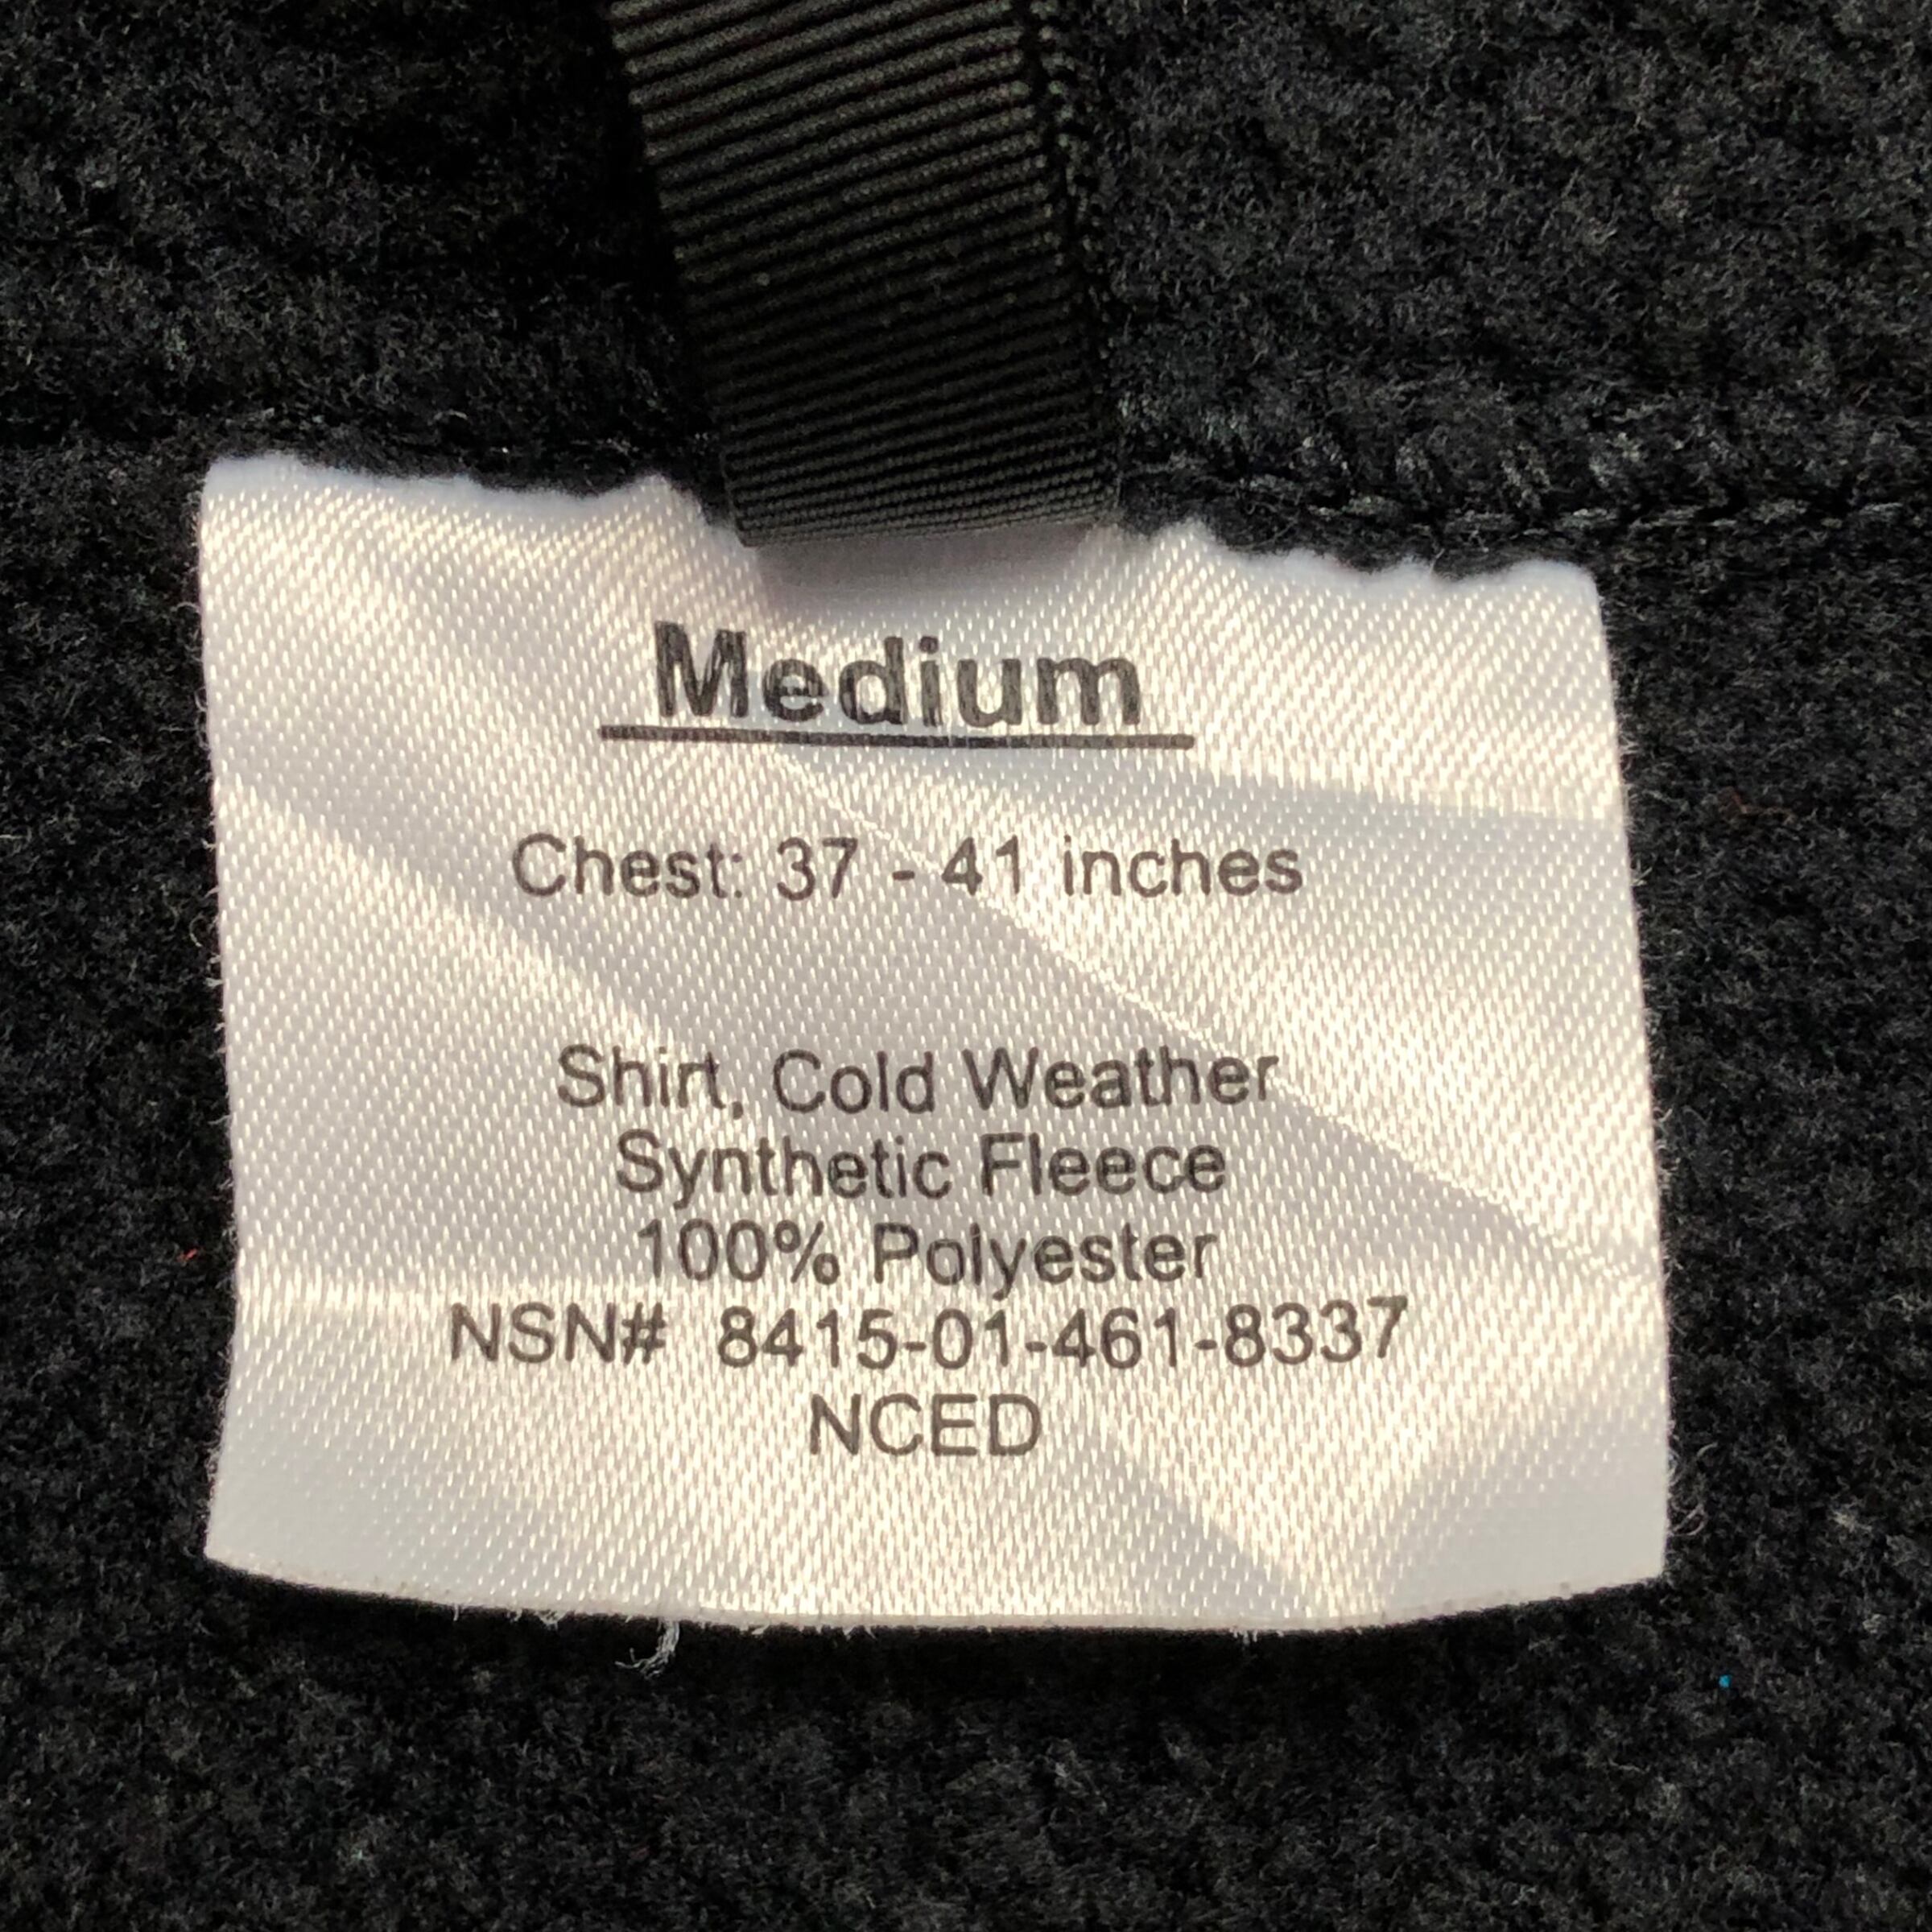 Medium
Chest: 37 - 41 inches
Shirt, Cold Weather
Synthetic Fleece
100% Polyester
NSN# 8415-01-461-8337
NCED